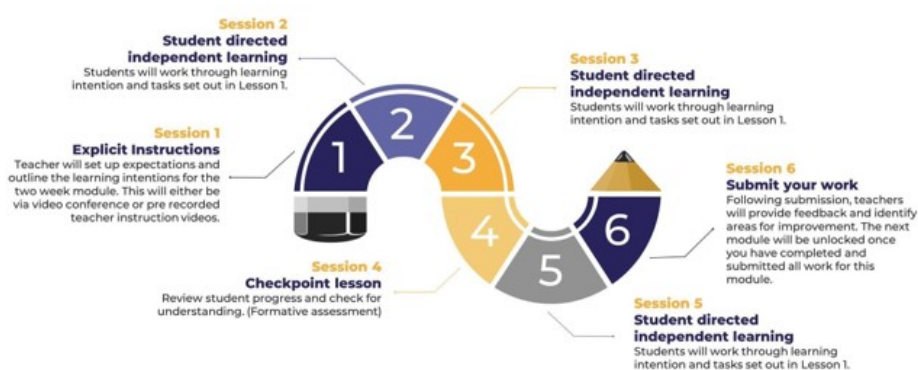 Session 1
Explicit Instructions
Teacher will set up expectations and
outline the learning intentions for the
two week module. This will either be
via video conference or pre recorded
teacher instruction videos.
Session 2
Student directed
independent learning
Students will work through learning
intention and tasks set out in Lesson 1.
Session 3
Student directed
independent learning
Students will work through learning
intention and tasks set out in Lesson 1.
Session 4
Checkpoint lesson
Review student progress and check for
understanding. (Formative assessment)
Session 5
Student directed
independent learning
Students will work through learning
intention and tasks set out in Lesson 1.
Session 6
Submit your work
Following submission, teachers
will provide feedback and identify
areas for improvement. The next
module will be unlocked once
you have completed and
submitted all work for this
module.
1
2
3
4
5
6